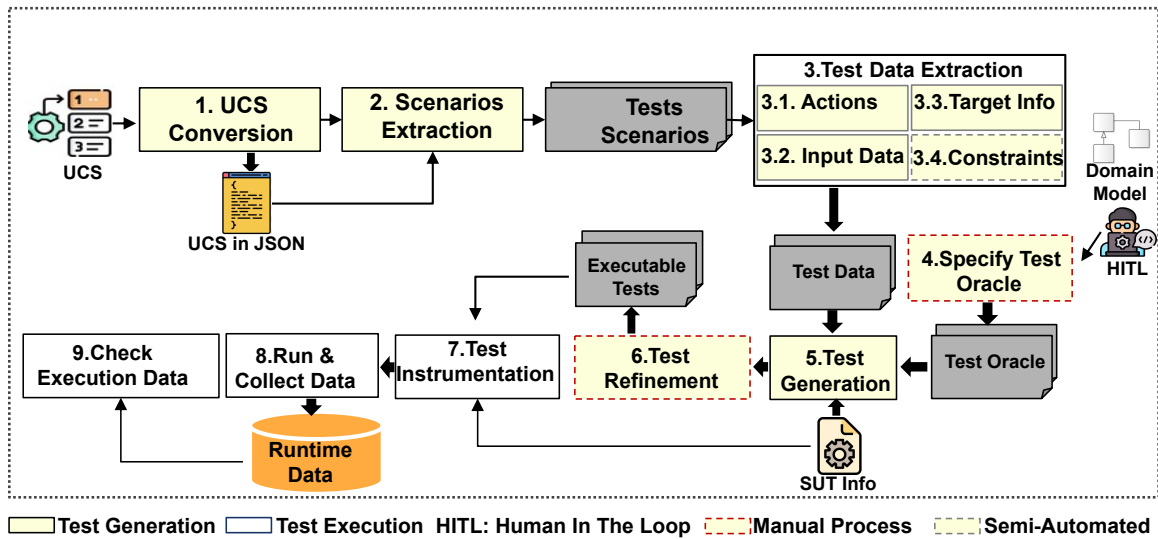 1
2
3
UCS
1. UCS
Conversion
2. Scenarios
Extraction
Tests
Scenarios
3.Test Data Extraction
3.1. Actions
3.3.Target Info
3.2. Input Data
3.4.Constraints
{
}
UCS in JSON
Domain
Model
</>
HITL
4.Specify Test
Oracle
Executable
Tests
Test Data
Test Oracle
9.Check
Execution Data
8.Run &
Collect Data
7.Test
Instrumentation
6.Test
Refinement
5.Test
Generation
Runtime
Data
SUT Info
Test Generation
Test Execution
HITL: Human In The Loop
Manual Process
Semi-Automated